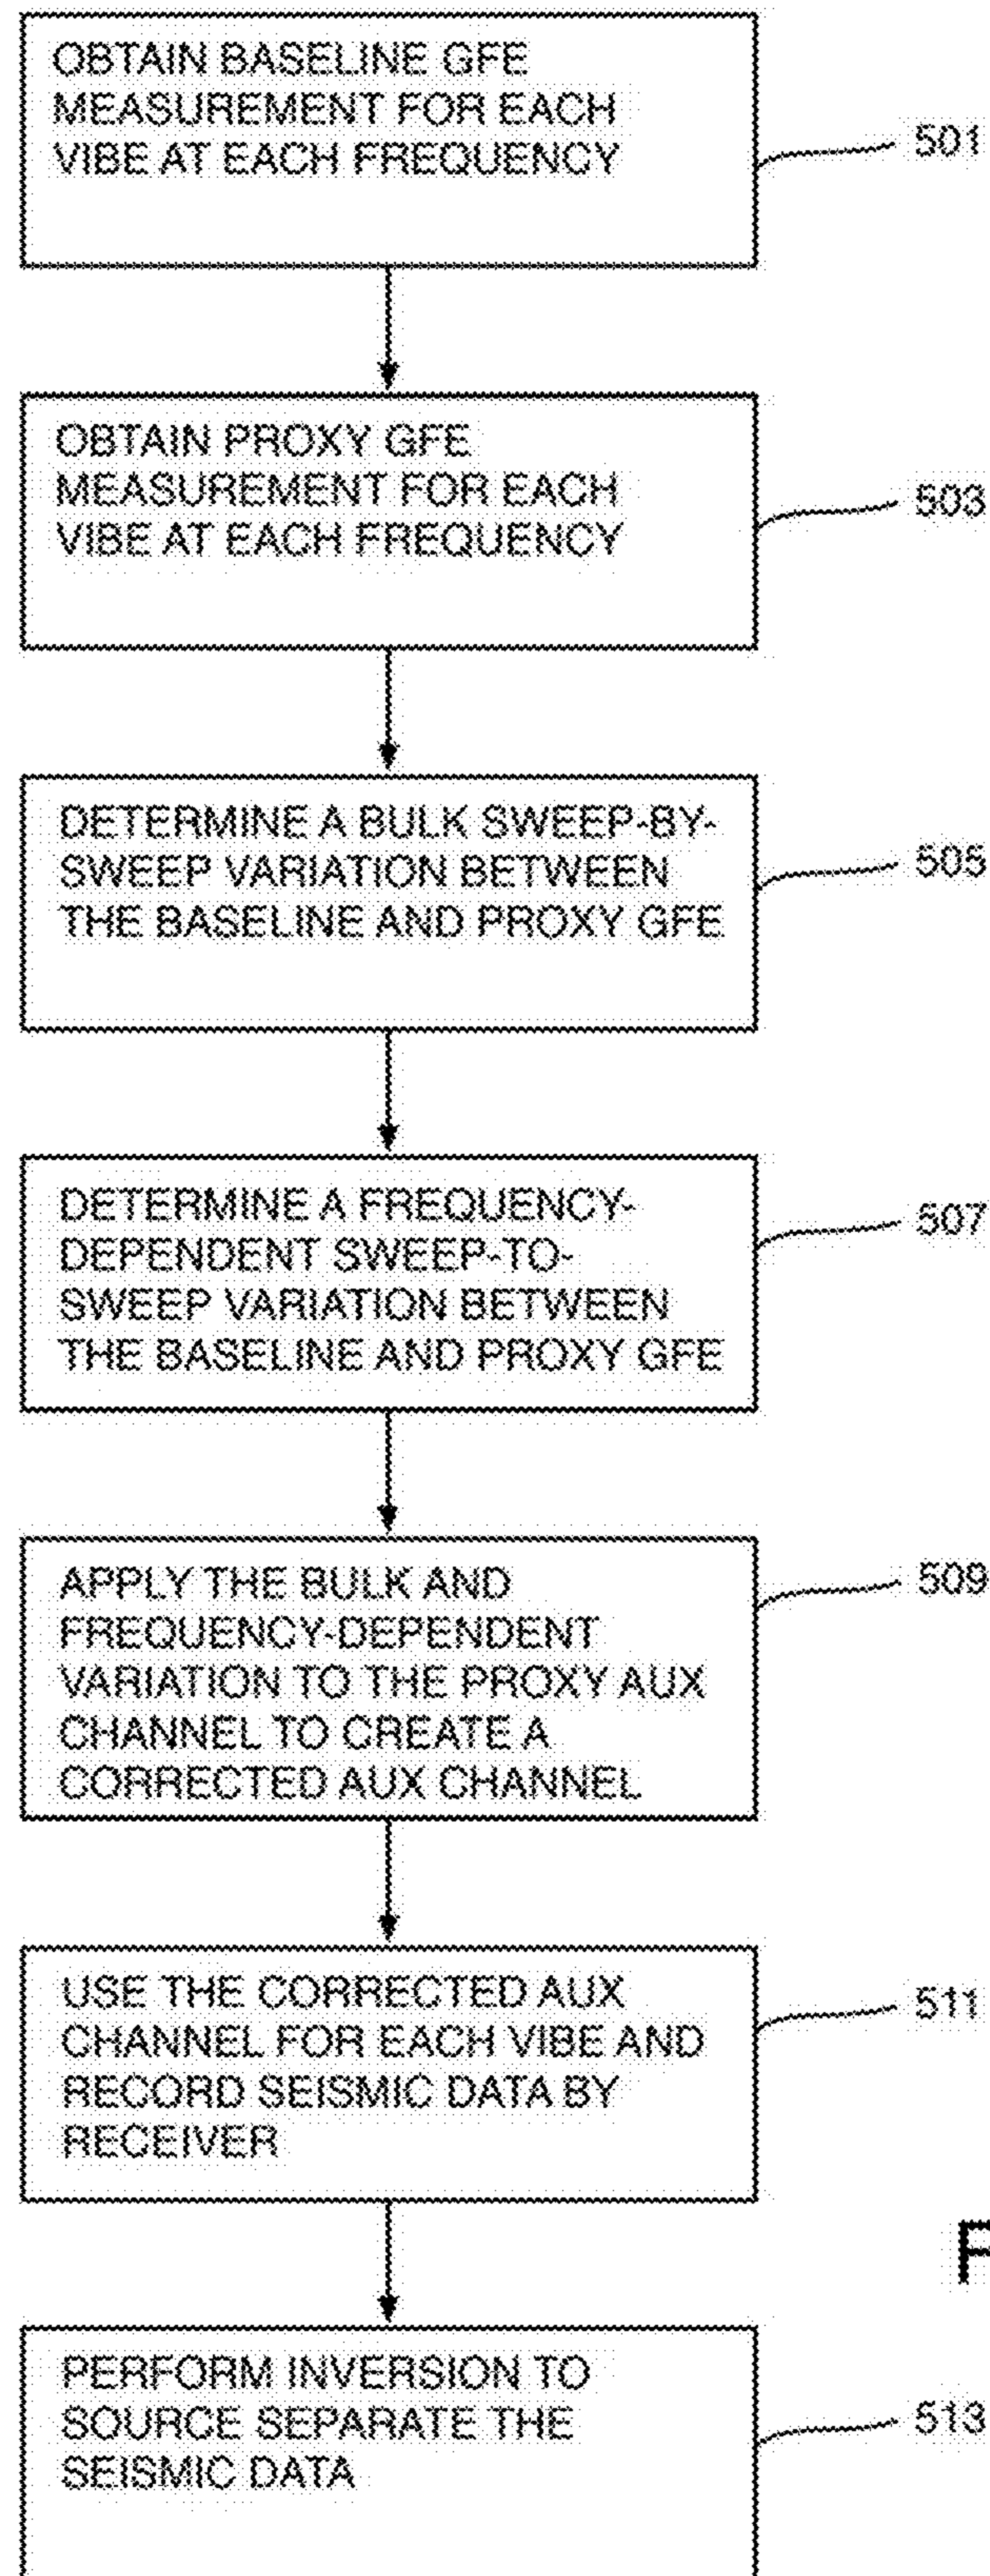 OBTAIN BASELINE GFE
MEASUREMENT FOR EACH
VIBE AT EACH FREQUENCY
501
OBTAIN PROXY GFE
MEASUREMENT FOR EACH
VIBE AT EACH FREQUENCY
503
DETERMINE A BULK SWEEP-BY-
SWEEP VARIATION BETWEEN
THE BASELINE AND PROXY GFE
505
DETERMINE A FREQUENCY-
DEPENDENT SWEEP-TO-
SWEEP VARIATION BETWEEN
THE BASELINE AND PROXY GFE
507
APPLY THE BULK AND
FREQUENCY-DEPENDENT
VARIATION TO THE PROXY AUX
CHANNEL TO CREATE A
CORRECTED AUX CHANNEL
509
USE THE CORRECTED AUX
CHANNEL FOR EACH VIBE AND
RECORD SEISMIC DATA BY
RECEIVER
511
F
PERFORM INVERSION TO
SOURCE SEPARATE THE
SEISMIC DATA
513